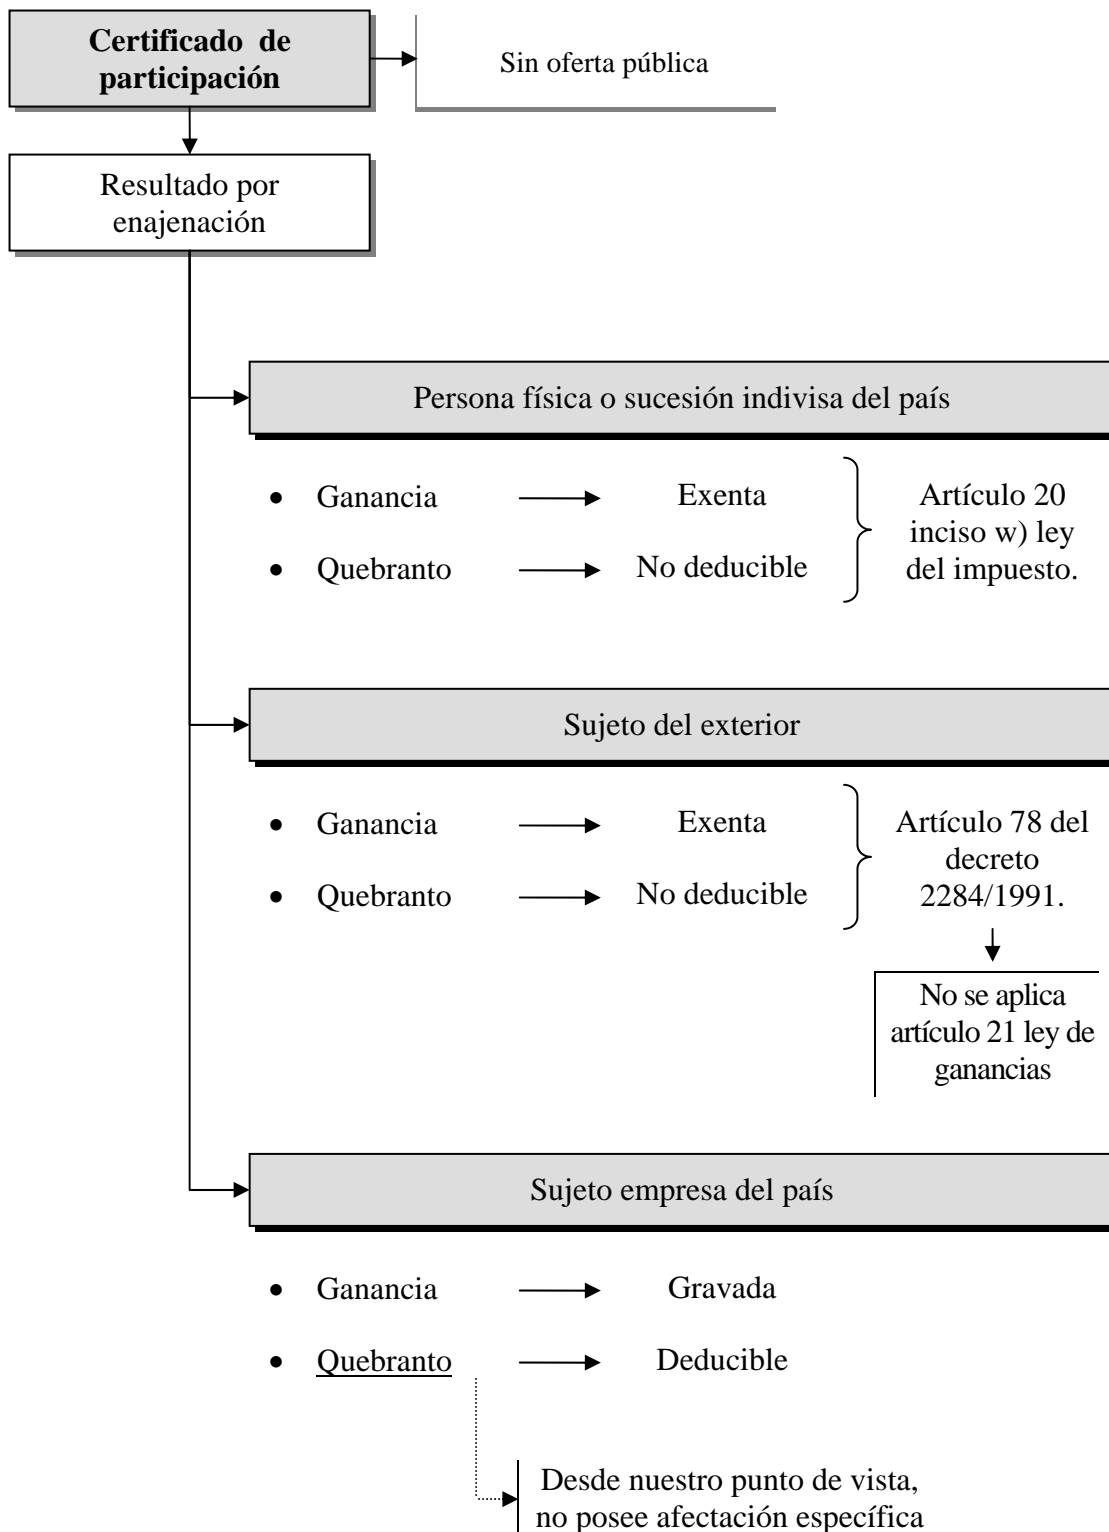 Certificado de
participación
Sin oferta pública
Resultado por
enajenación
Persona física o sucesión indivisa del país
• Ganancia Exenta
• Quebranto No deducible
Artículo 20
inciso w) ley
del impuesto.
Sujeto del exterior
• Ganancia Exenta
• Quebranto No deducible
Artículo 78 del
decreto
2284/1991.
No se aplica
artículo 21 ley de
ganancias
Sujeto empresa del país
• Ganancia Gravada
• Quebranto Deducible
Desde nuestro punto de vista,
no posee afectación específica